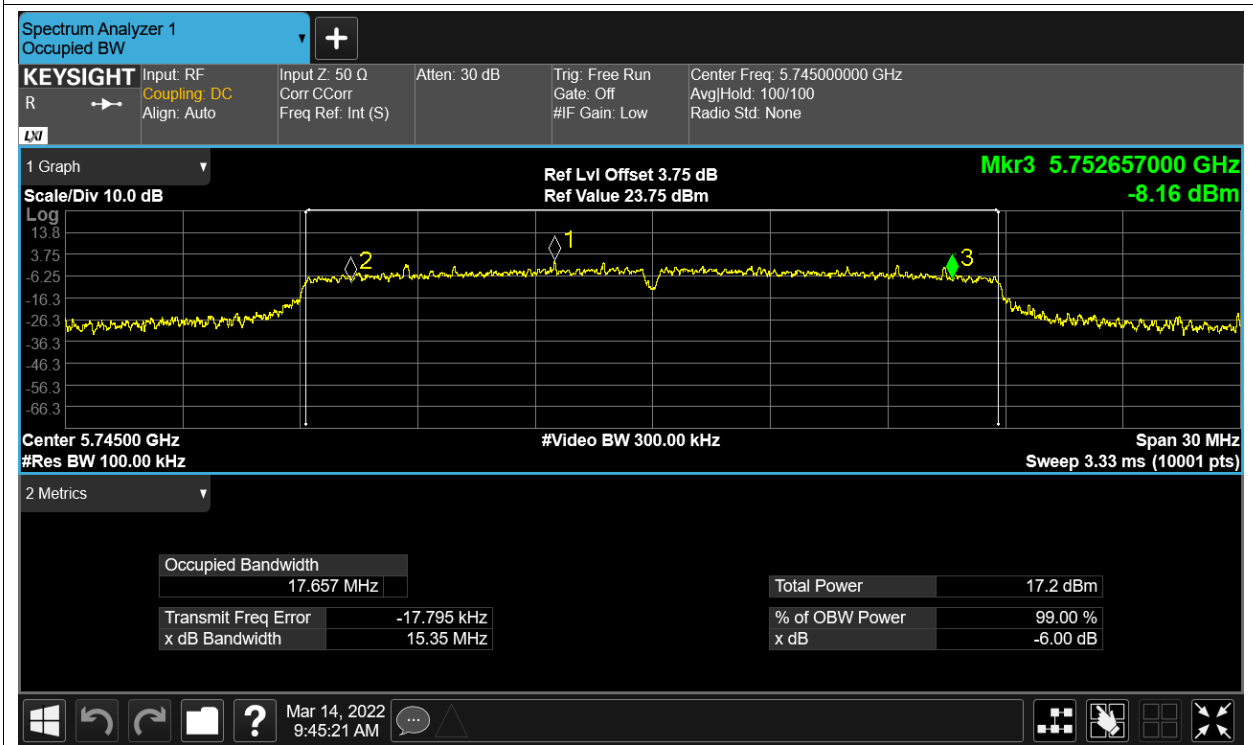 Spectrum Analyzer 1
Occupied BW
KEYSIGHT
R
LXI
Input: RF
Coupling: DC
Align: Auto
Input Z: 50 Ω
Corr CCorr
Freq Ref: Int (S)
Atten: 30 dB
Trig: Free Run
Gate: Off
#IF Gain: Low
Center Freq: 5.745000000 GHz
Avg|Hold: 100/100
Radio Std: None
1 Graph
Scale/Div 10.0 dB
Ref Lvl Offset 3.75 dB
Ref Value 23.75 dBm
Mkr3 5.752657000 GHz
-8.16 dBm
Log
13.8
3.75
-6.25
-16.3
-26.3
-36.3
-46.3
-56.3
-66.3
2
1
3
Center 5.74500 GHz
#Video BW 300.00 kHz
Span 30 MHz
#Res BW 100.00 kHz
Sweep 3.33 ms (10001 pts)
2 Metrics
Occupied Bandwidth
17.657 MHz
Total Power 17.2 dBm
Transmit Freq Error -17.795 kHz
% of OBW Power 99.00 %
x dB Bandwidth 15.35 MHz
x dB -6.00 dB
?
Mar 14, 2022
9:45:21 AM